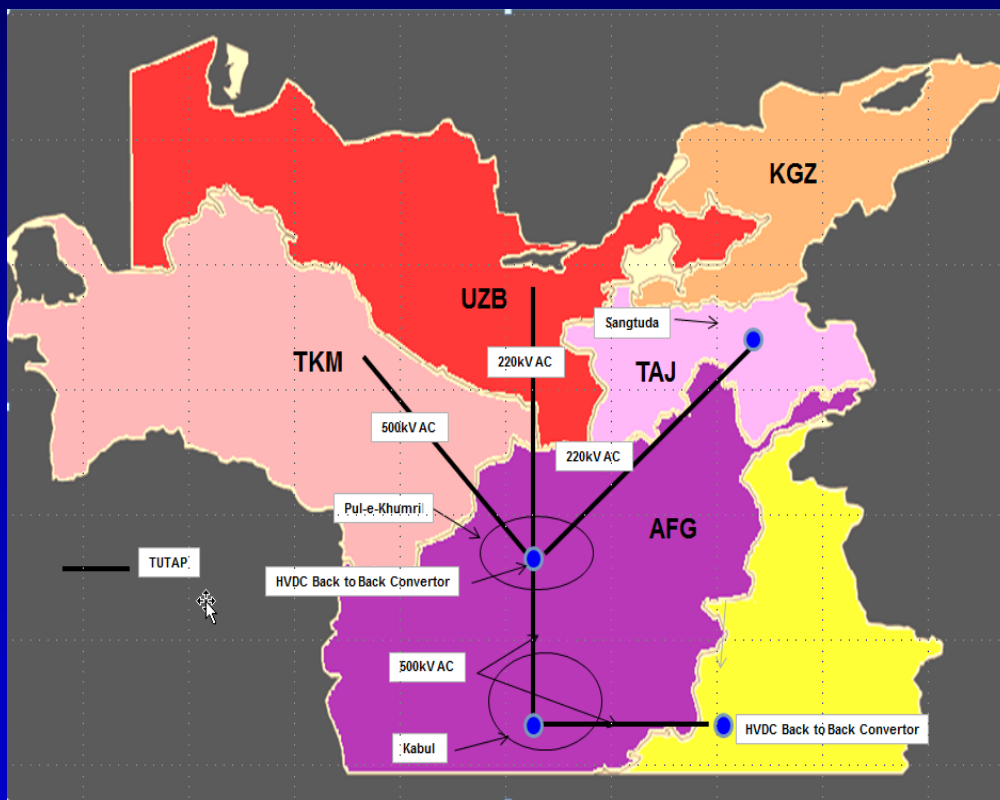 KGZ
UZB
Sangtuda
TKM
220kV AC
TAJ
500kV AC
220kV AC
Pul-e-Khumri
AFG
TUTAP
HVDC Back to Back Convertor
500kV AC
Kabul
HVDC Back to Back Convertor